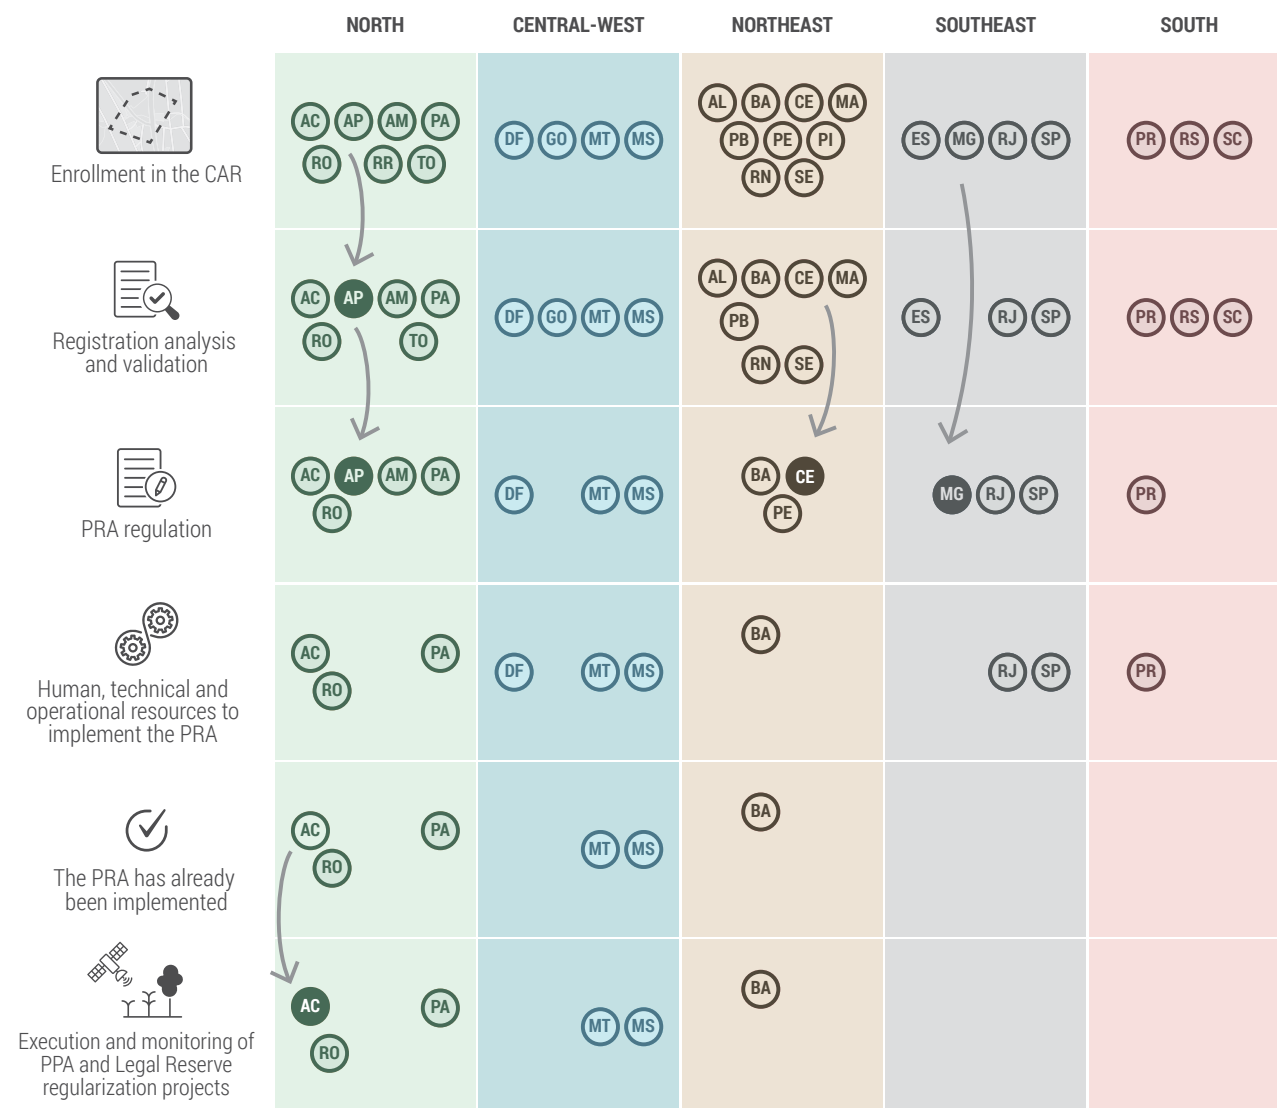 NORTH CENTRAL-WEST NORTHEAST SOUTHEAST SOUTH
Enrollment in the CAR
AC AP AM PA
RO RR TO
DF GO MT MS
AL BA CE MA
PB PE PI
RN SE
ES MG RJ SP
PR RS SC
Registration analysis
and validation
AC AP AM PA
RO TO
DF GO MT MS
AL BA CE MA
PB
RN SE
ES RJ SP
PR RS SC
PRA regulation
AC AP AM PA
RO
DF MT MS
BA CE
PE
MG RJ SP
PR
Human, technical and
operational resources to
implement the PRA
AC PA
RO
DF MT MS
BA
RJ SP
PR
The PRA has already
been implemented
AC PA
RO
MT MS
BA
Execution and monitoring of
PPA and Legal Reserve
regularization projects
AC PA
RO
MT MS
BA